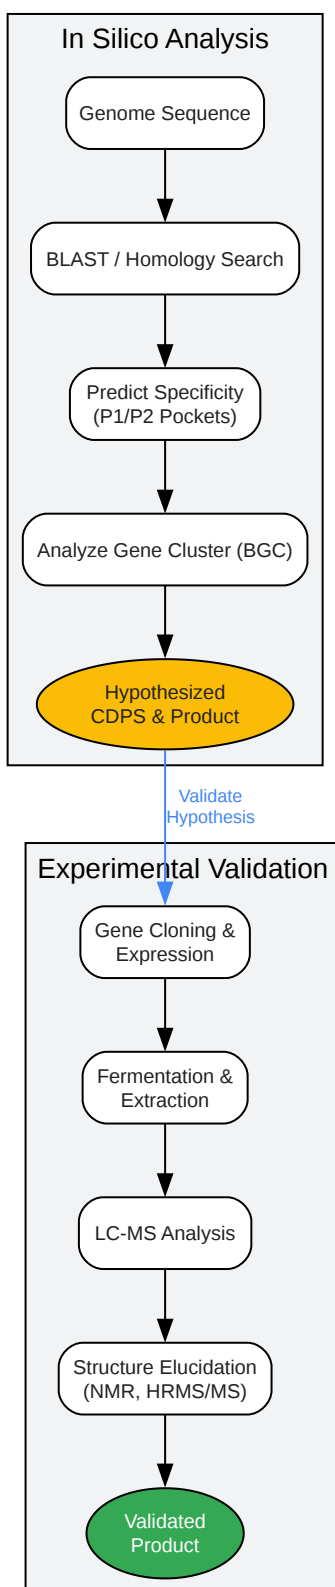 In Silico Analysis
Genome Sequence
BLAST / Homology Search
Predict Specificity
(P1/P2 Pockets)
Analyze Gene Cluster (BGC)
Hypothesized
CDPS & Product
Validate
Hypothesis
Experimental Validation
Gene Cloning &
Expression
Fermentation &
Extraction
LC-MS Analysis
Structure Elucidation
(NMR, HRMS/MS)
Validated
Product